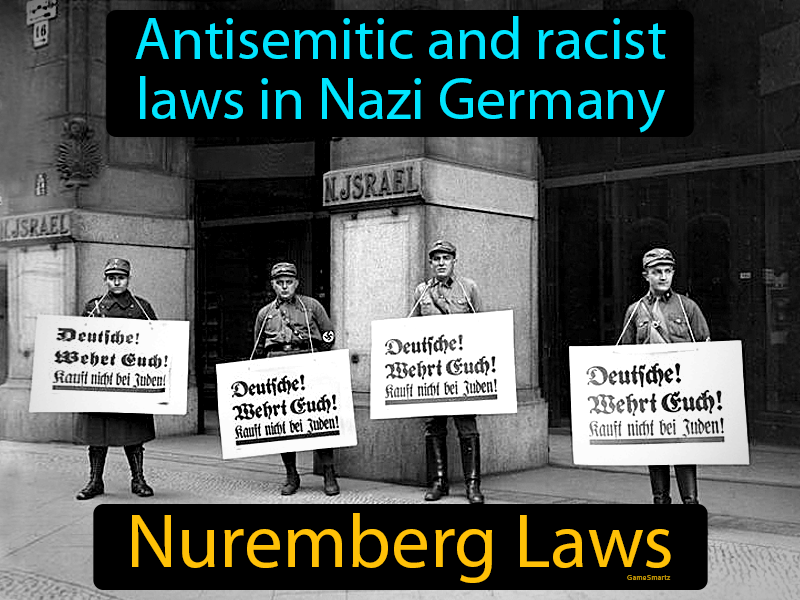 Antisemitic and racist
laws in Nazi Germany
16
N.JSRAEL
N.JSRAEL
Deutsche!
Wehrt Euch!
Kauft nicht bei Juden!
Deutsche!
Wehrt Euch!
Kauft nicht bei Juden!
Deutsche!
Wehrt Euch!
Kauft nicht bei Juden!
Deutsche!
Wehrt Euch!
Kauft nicht bei Juden!
Nuremberg Laws
GameSmartz